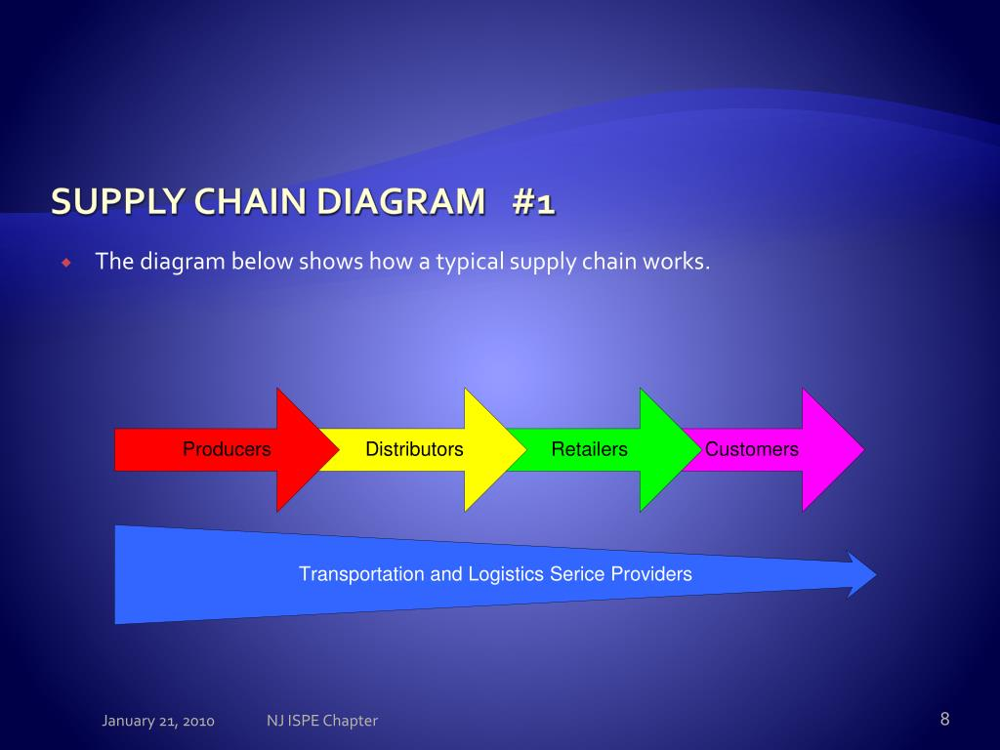 SUPPLY CHAIN DIAGRAM #1
The diagram below shows how a typical supply chain works.
Producers Distributors Retailers Customers
Transportation and Logistics Serice Providers
January 21, 2010 NJ ISPE Chapter 8